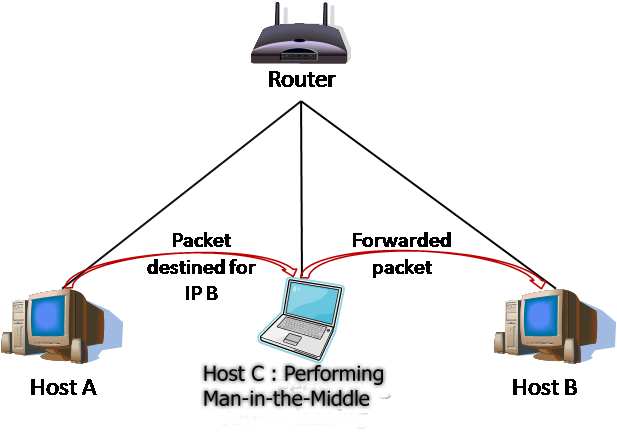 Router
Packet
destined for
IP B
Forwarded
packet
Host A
Host C : Performing
Man-in-the-Middle
Host B